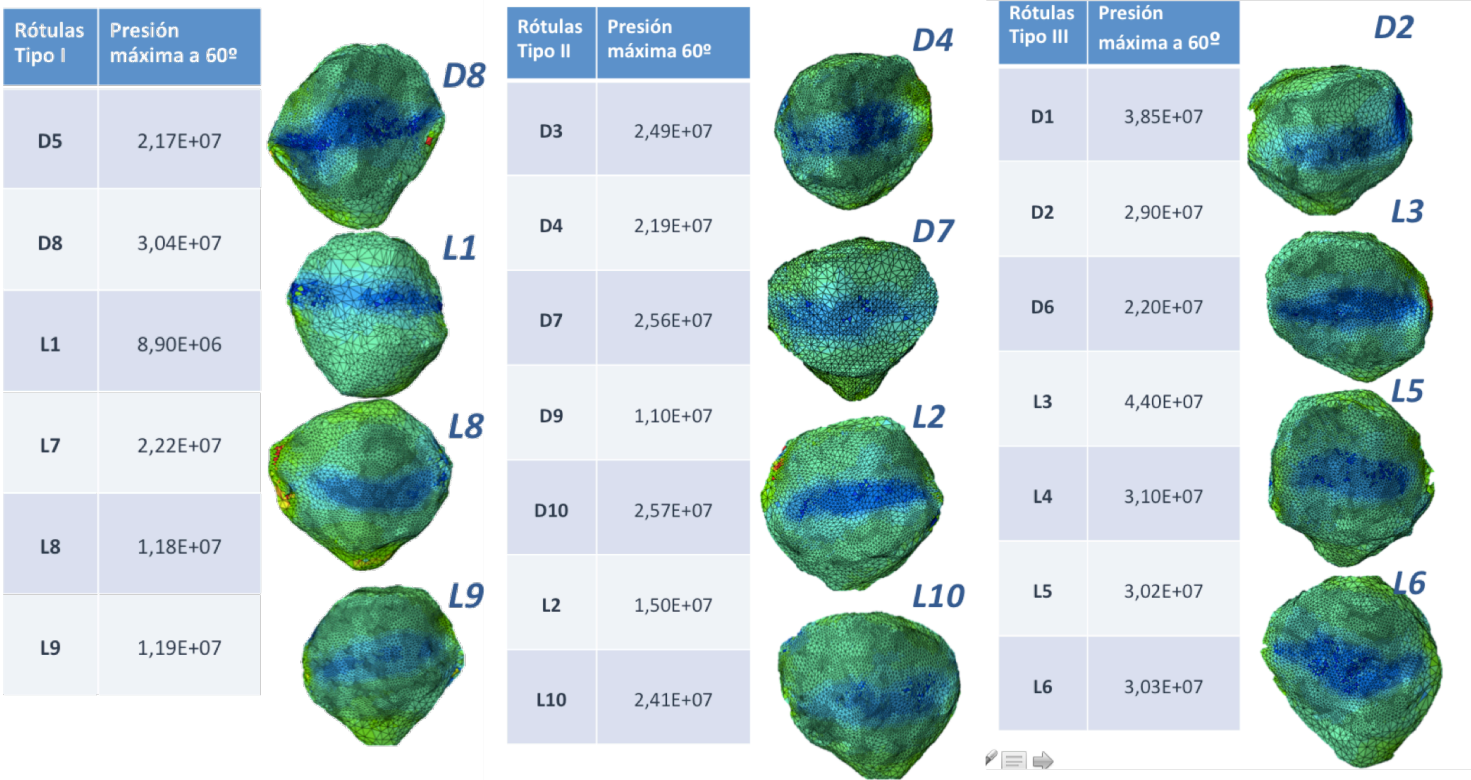 Rótulas Tipo I	Presión máxima a 60º
D5	2,17E+07
D8	3,04E+07
L1	8,90E+06
L7	2,22E+07
L8	1,18E+07
L9	1,19E+07
D8
L1
L8
L9
Rótulas Tipo II	Presión máxima 60º
D3	2,49E+07
D4	2,19E+07
D7	2,56E+07
D9	1,10E+07
D10	2,57E+07
L2	1,50E+07
L10	2,41E+07
D4
D7
L2
L10
Rótulas Tipo III	Presión máxima a 60º
D1	3,85E+07
D2	2,90E+07
D6	2,20E+07
L3	4,40E+07
L4	3,10E+07
L5	3,02E+07
L6	3,03E+07
D2
L3
L5
L6